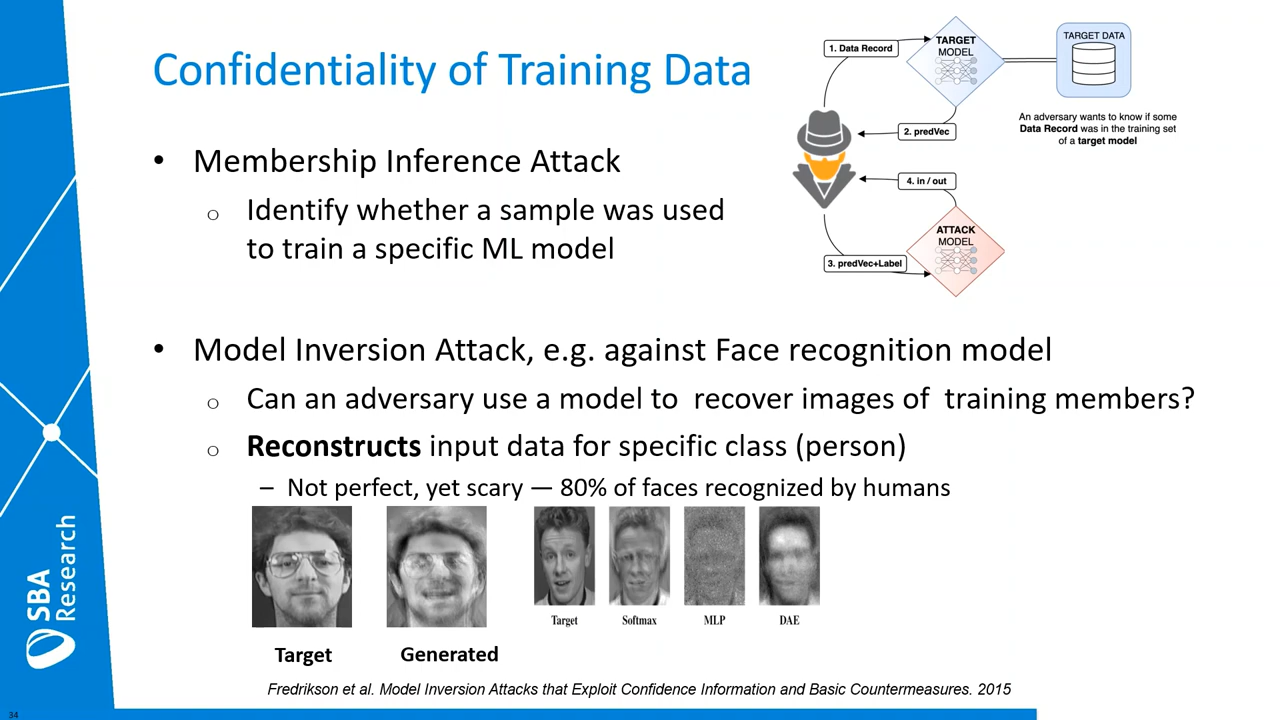 Confidentiality of Training Data
• Membership Inference Attack
o Identify whether a sample was used
to train a specific ML model
1. Data Record
TARGET
MODEL
TARGET DATA
An adversary wants to know if some
Data Record was in the training set
of a target model
2. predVec
4. in / out
ATTACK
MODEL
3. predVec+Label
• Model Inversion Attack, e.g. against Face recognition model
o Can an adversary use a model to  recover images of  training members?
o Reconstructs input data for specific class (person)
– Not perfect, yet scary — 80% of faces recognized by humans
Target
Softmax
MLP
DAE
Target
Generated
Fredrikson et al. Model Inversion Attacks that Exploit Confidence Information and Basic Countermeasures. 2015
SBA
Research
34